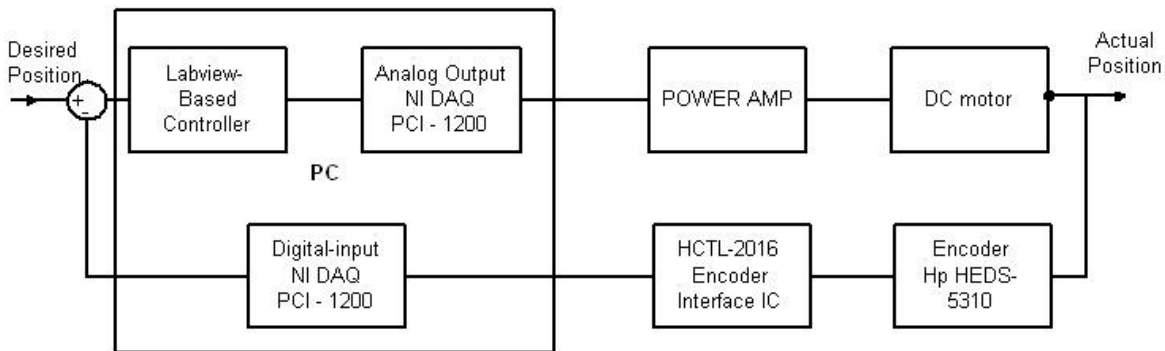 Desired
Position
+
-
Labview-
Based
Controller
Analog Output
NI DAQ
PCI - 1200
POWER AMP
DC motor
Actual
Position
PC
Digital-input
NI DAQ
PCI - 1200
HCTL-2016
Encoder
Interface IC
Encoder
Hp HEDS-
5310